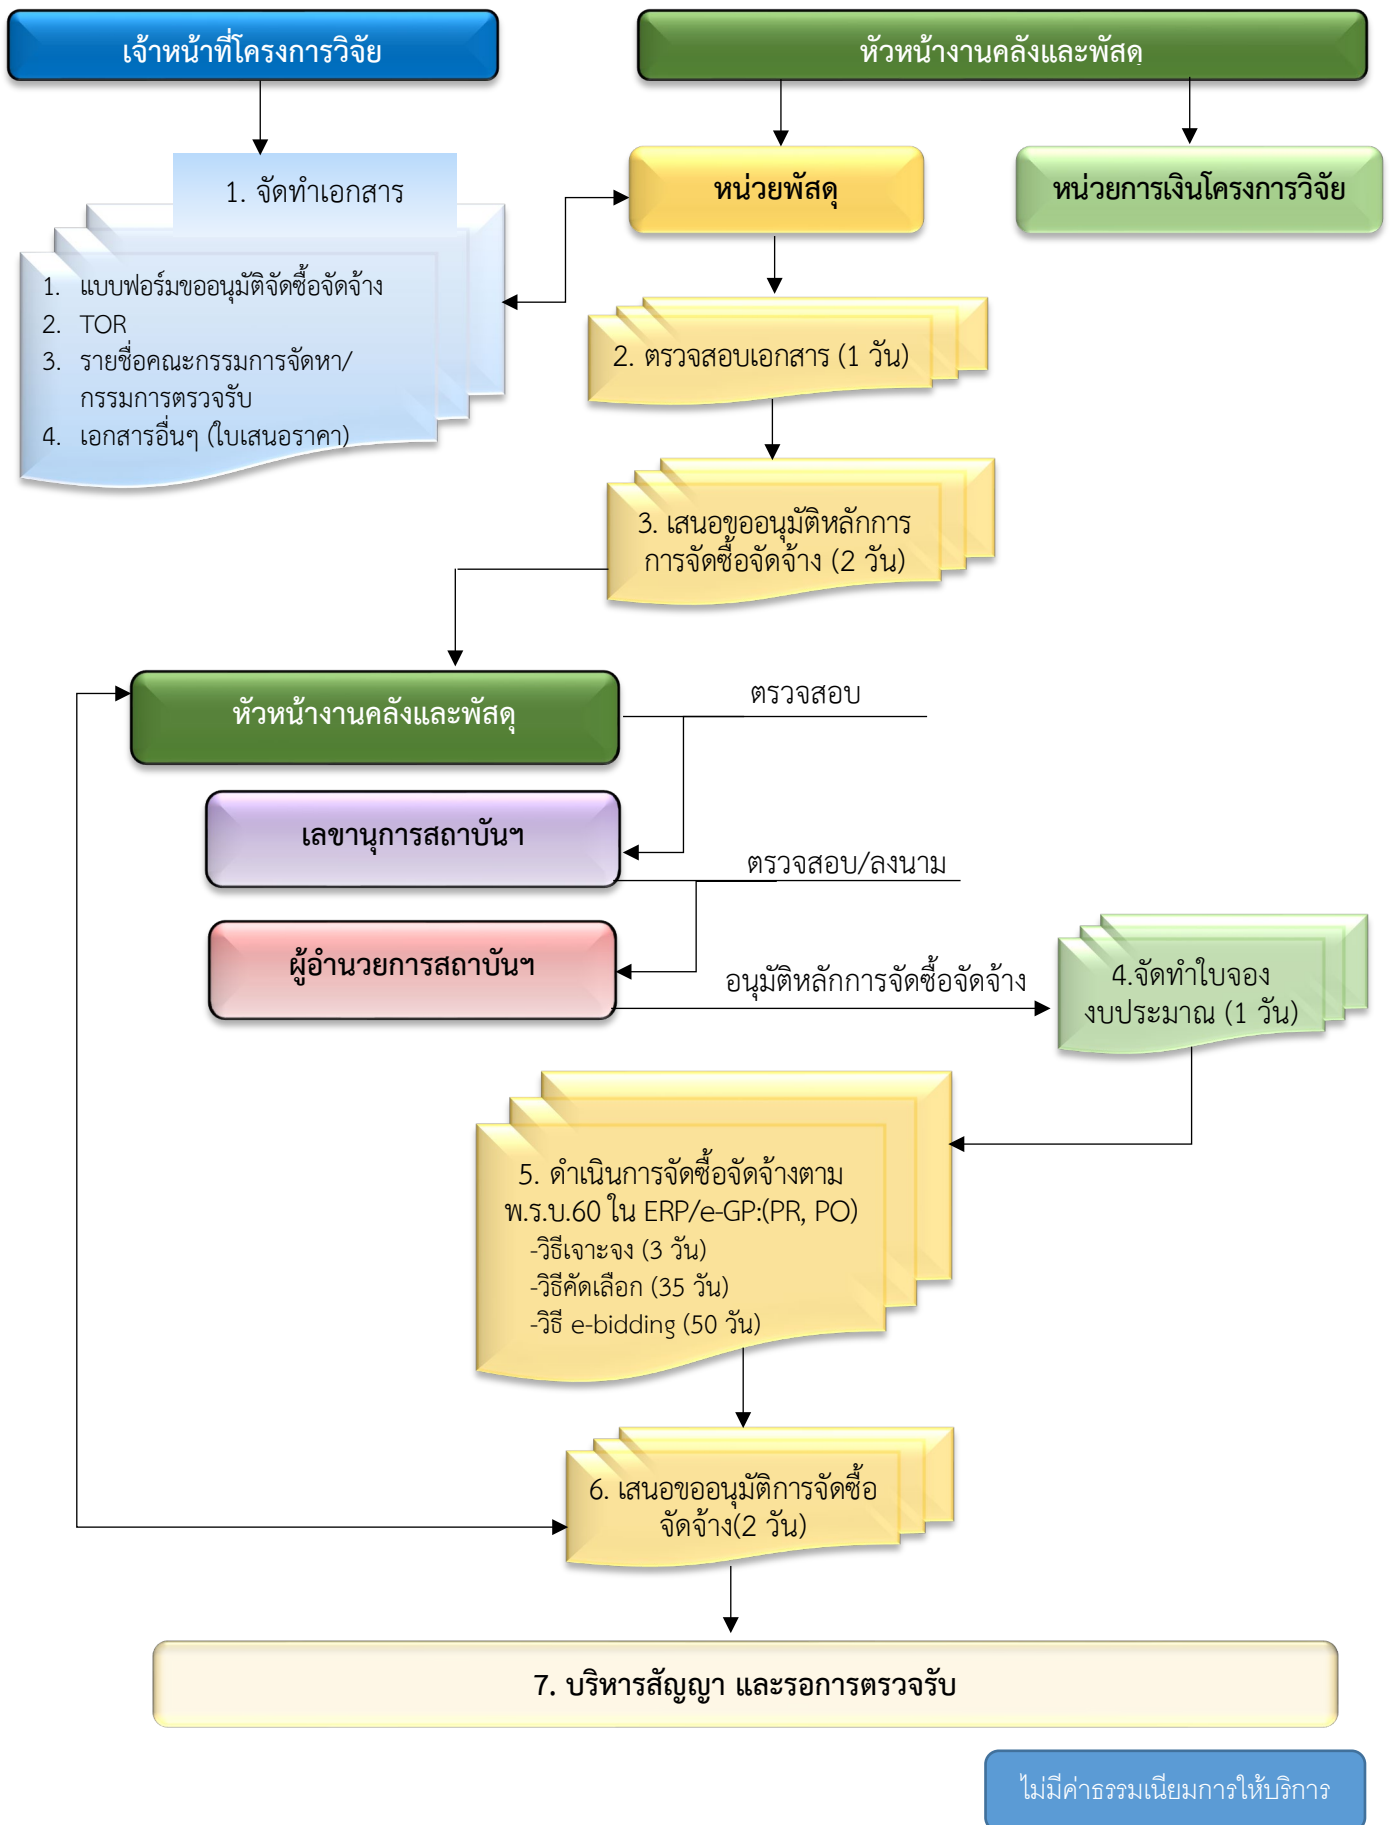 เจ้าหน้าที่โครงการวิจัย
หัวหน้างานคลังและพัสดุ
หน่วยพัสดุ
หน่วยการเงินโครงการวิจัย
1. จัดทำเอกสาร
1. แบบฟอร์มขออนุมัติจัดซื้อจัดจ้าง
2. TOR
3. รายชื่อคณะกรรมการจัดหา/
กรรมการตรวจรับ
4. เอกสารอื่นๆ (ใบเสนอราคา)
2. ตรวจสอบเอกสาร (1 วัน)
3. เสนอขออนุมัติหลักการ
การจัดซื้อจัดจ้าง (2 วัน)
หัวหน้างานคลังและพัสดุ
ตรวจสอบ
เลขานุการสถาบันฯ
ตรวจสอบ/ลงนาม
ผู้อำนวยการสถาบันฯ
อนุมัติหลักการจัดซื้อจัดจ้าง
4.จัดทำใบจอง
งบประมาณ (1 วัน)
5. ดำเนินการจัดซื้อจัดจ้างตาม
พ.ร.บ.60 ใน ERP/e-GP:(PR, PO)
-วิธีเจาะจง (3 วัน)
-วิธีคัดเลือก (35 วัน)
-วิธี e-bidding (50 วัน)
6. เสนอขออนุมัติการจัดซื้อ
จัดจ้าง(2 วัน)
7. บริหารสัญญา และรอการตรวจรับ
ไม่มีค่าธรรมเนียมการให้บริการ